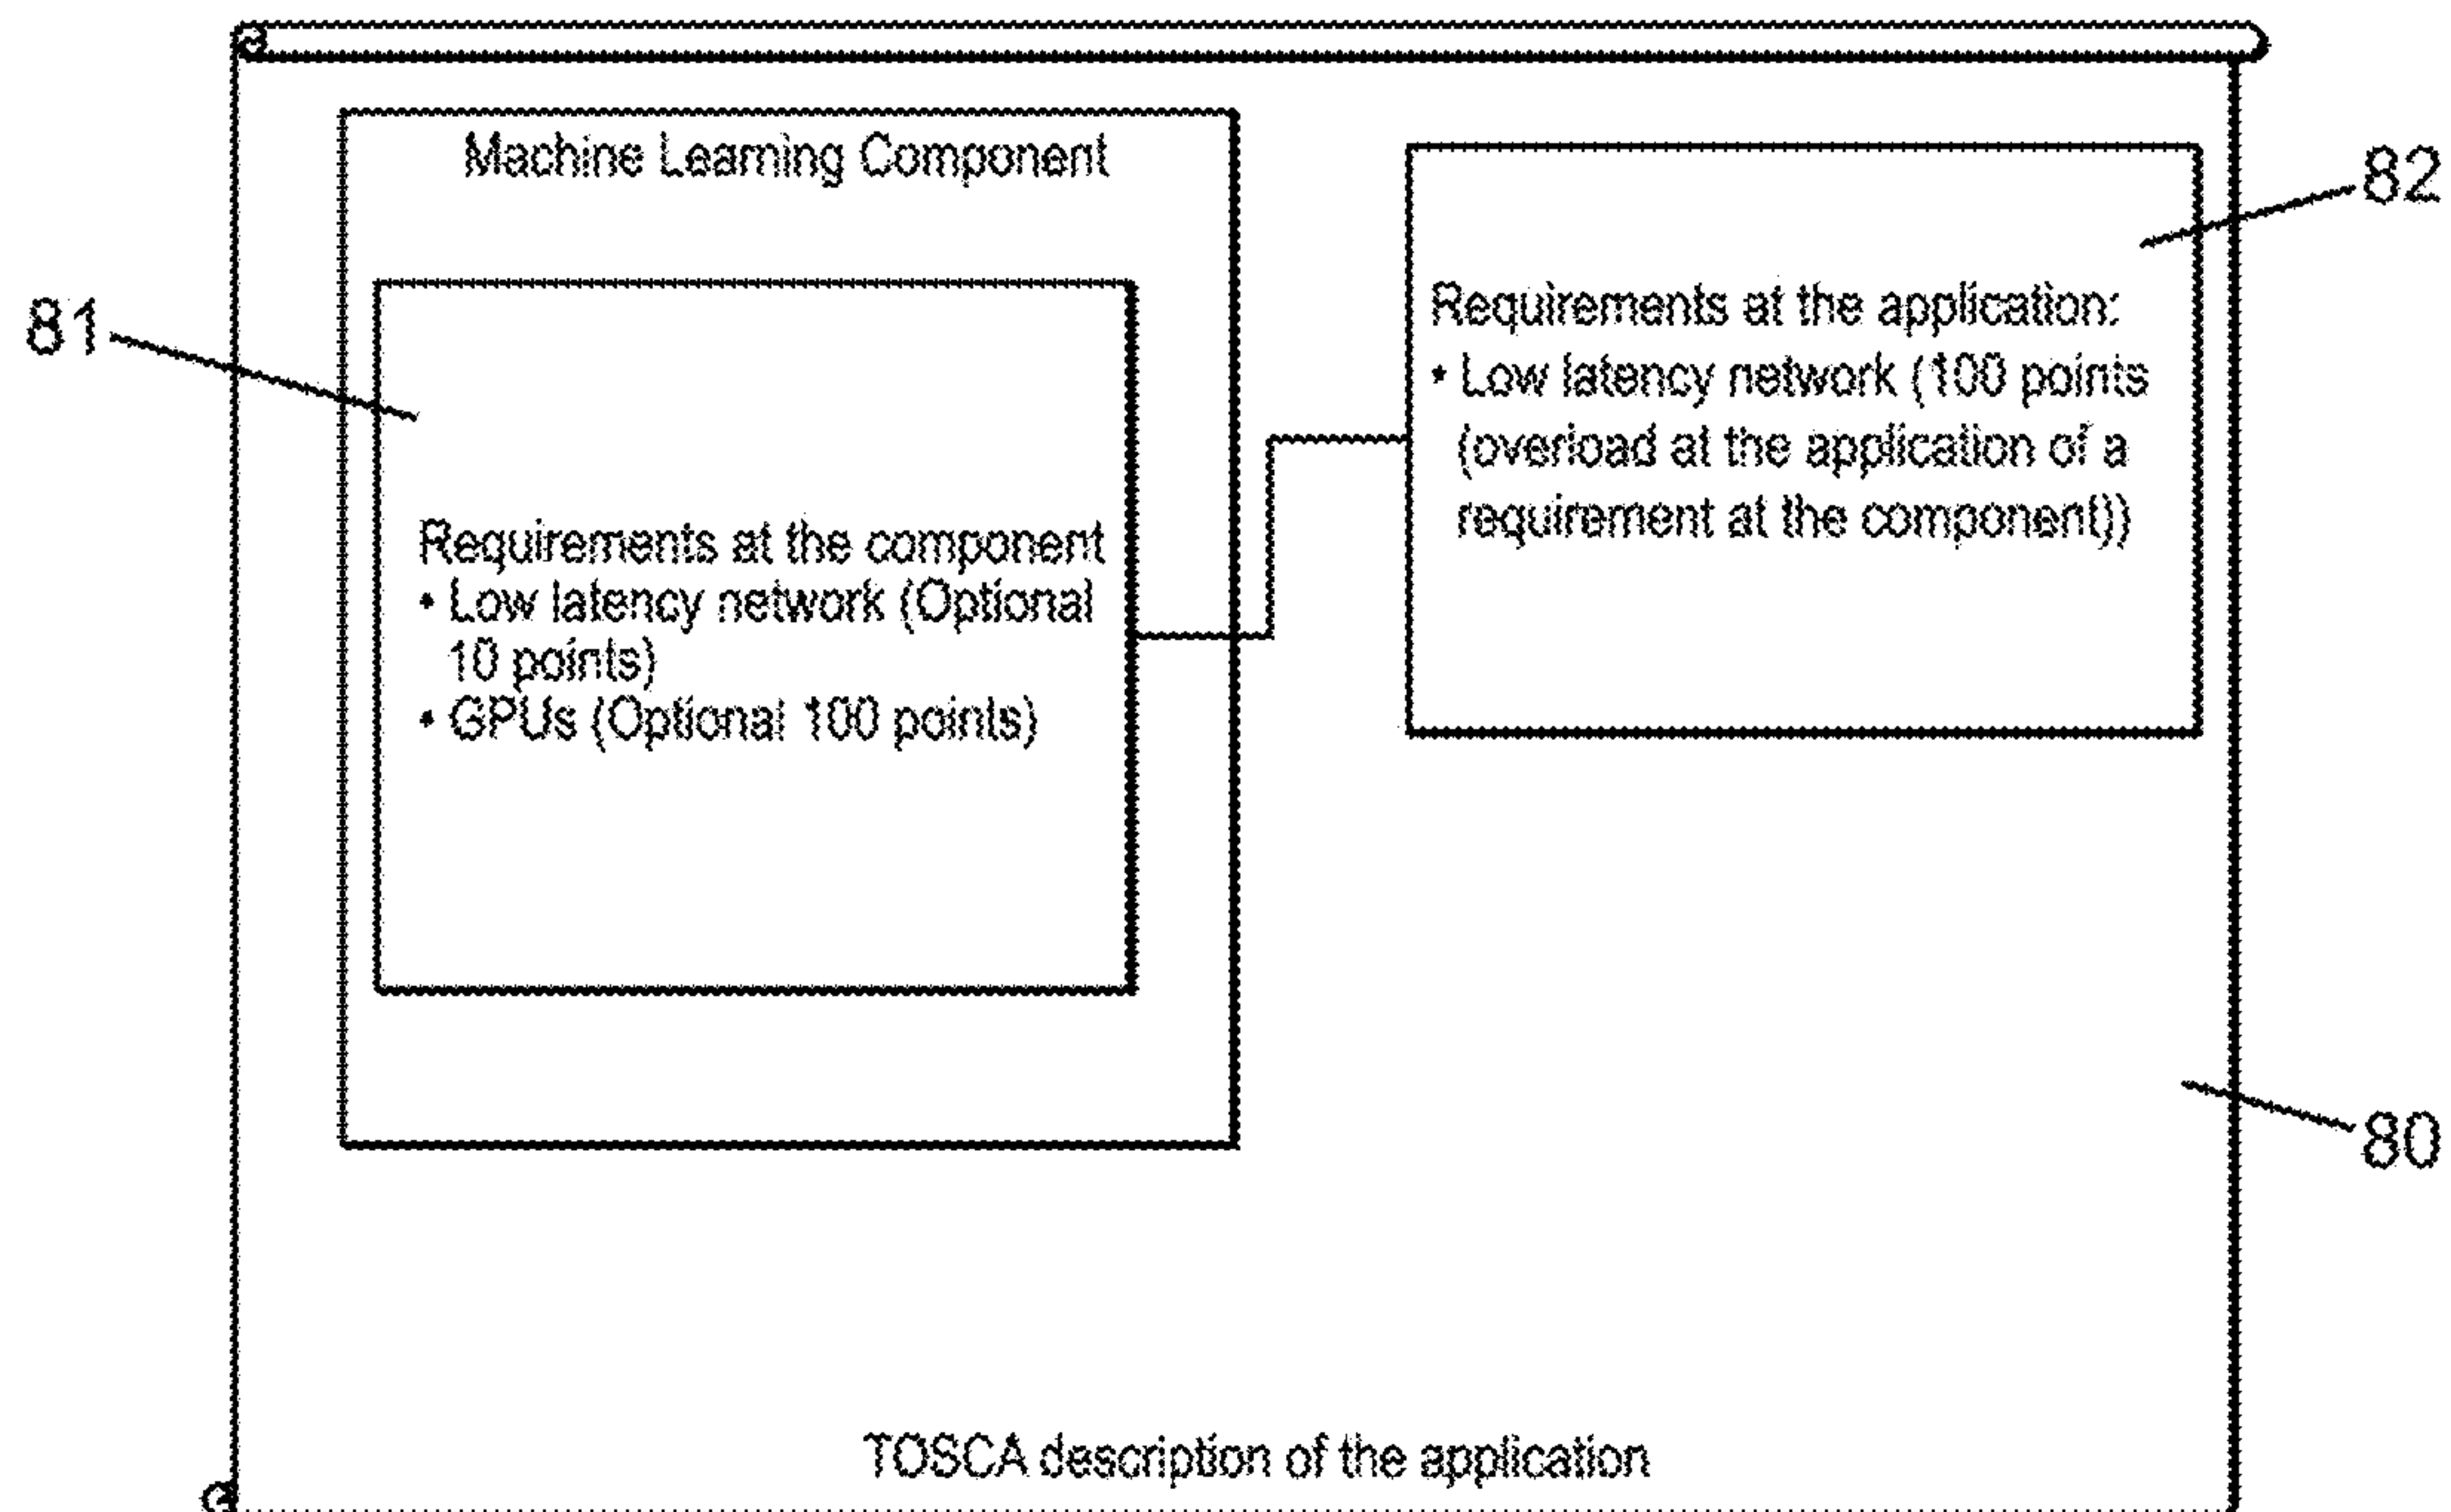 Machine Learning Component
82
81
Requirements at the application:
• Low latency network (100 points
(overload at the application of a
requirement at the component))
Requirements at the component
• Low latency network (Optional
10 points)
• GPUs (Optional 100 points)
80
TOSCA description of the application